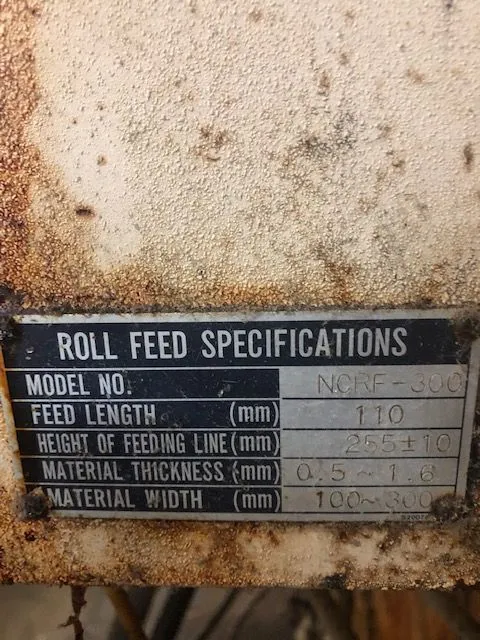 ROLL FEED SPECIFICATIONS
MODEL NO. NCRF-300
FEED LENGTH (mm) 110
HEIGHT OF FEEDING LINE (mm) 255±10
MATERIAL THICKNESS (mm) 0.5~1.6
MATERIAL WIDTH (mm) 100~300